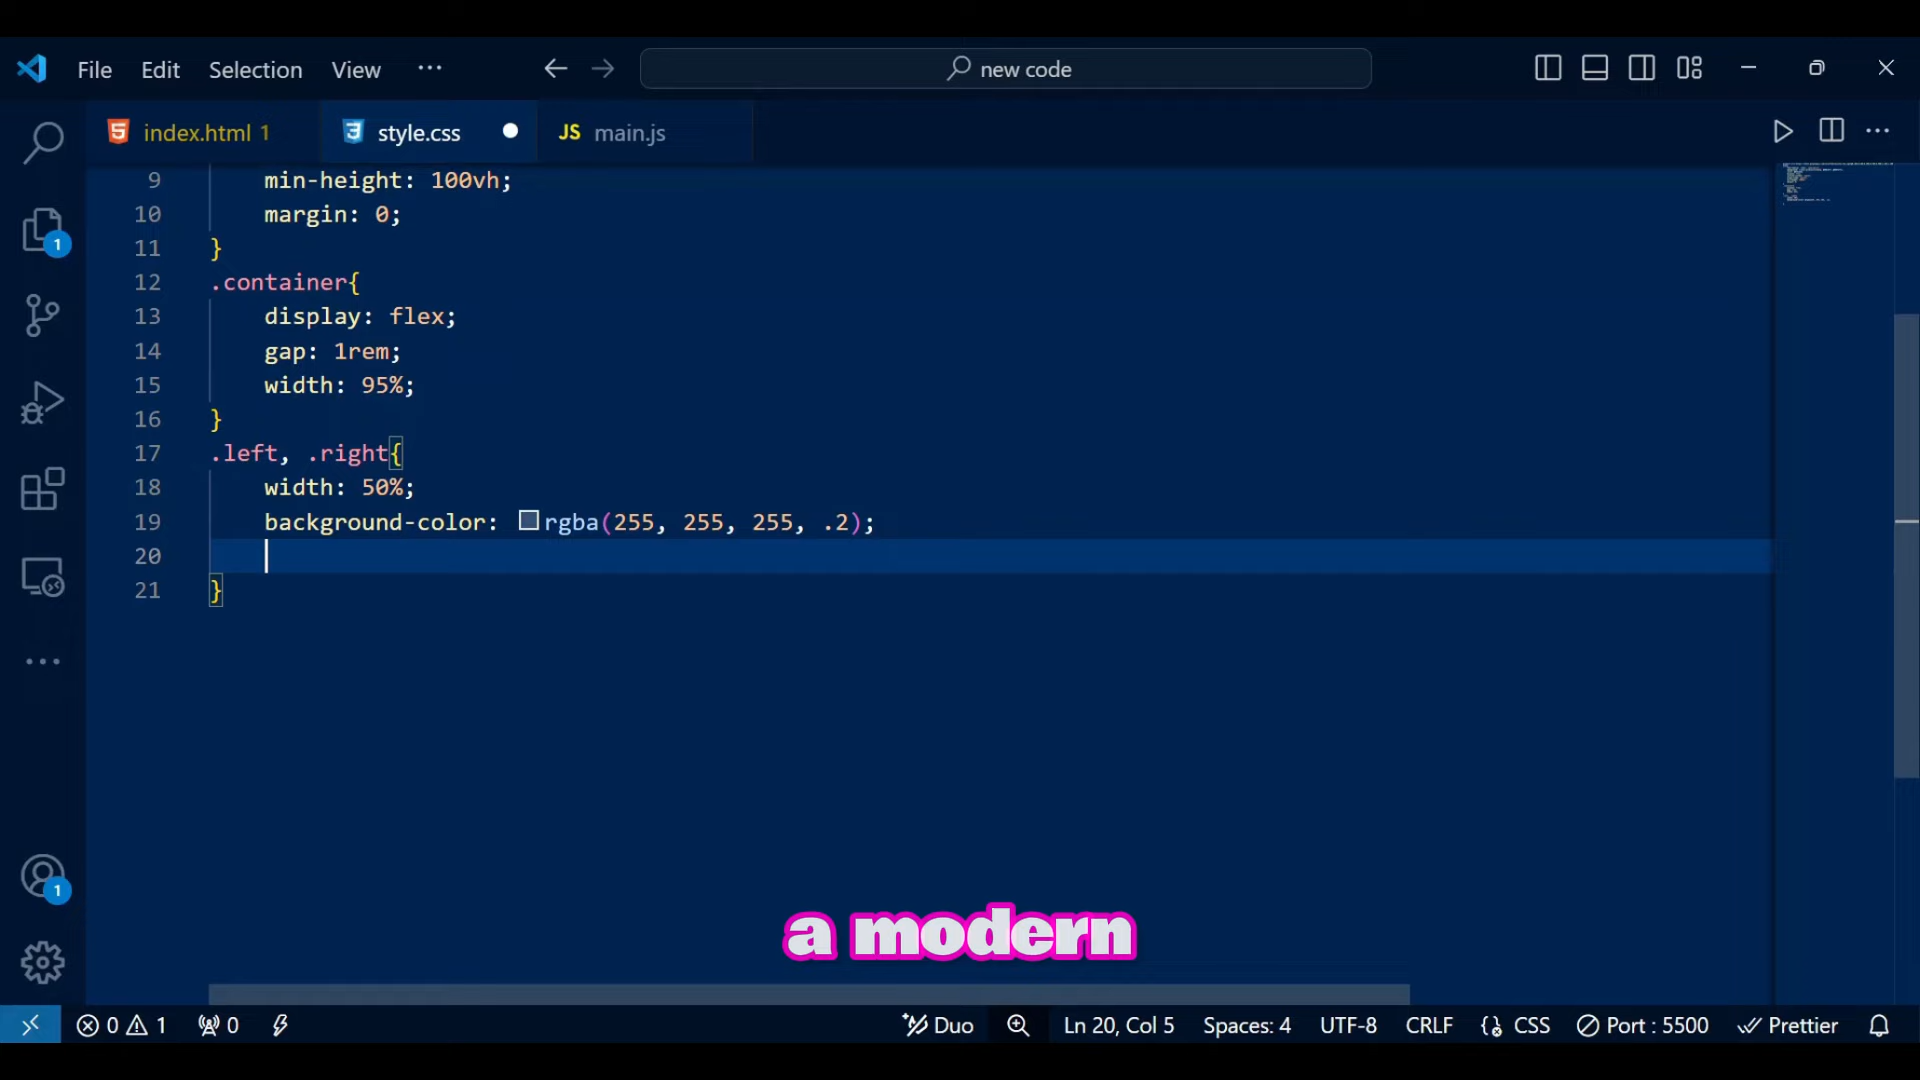 File Edit Selection View ··· new code
index.html 1 style.css JS main.js
9 min-height: 100vh;
10 margin: 0;
11 }
12 .container{
13 display: flex;
14 gap: 1rem;
15 width: 95%;
16 }
17 .left, .right{
18 width: 50%;
19 background-color: rgba(255, 255, 255, .2);
20
21 }
1
1
a modern
0 1 0 Duo Ln 20, Col 5 Spaces: 4 UTF-8 CRLF CSS Port : 5500 Prettier